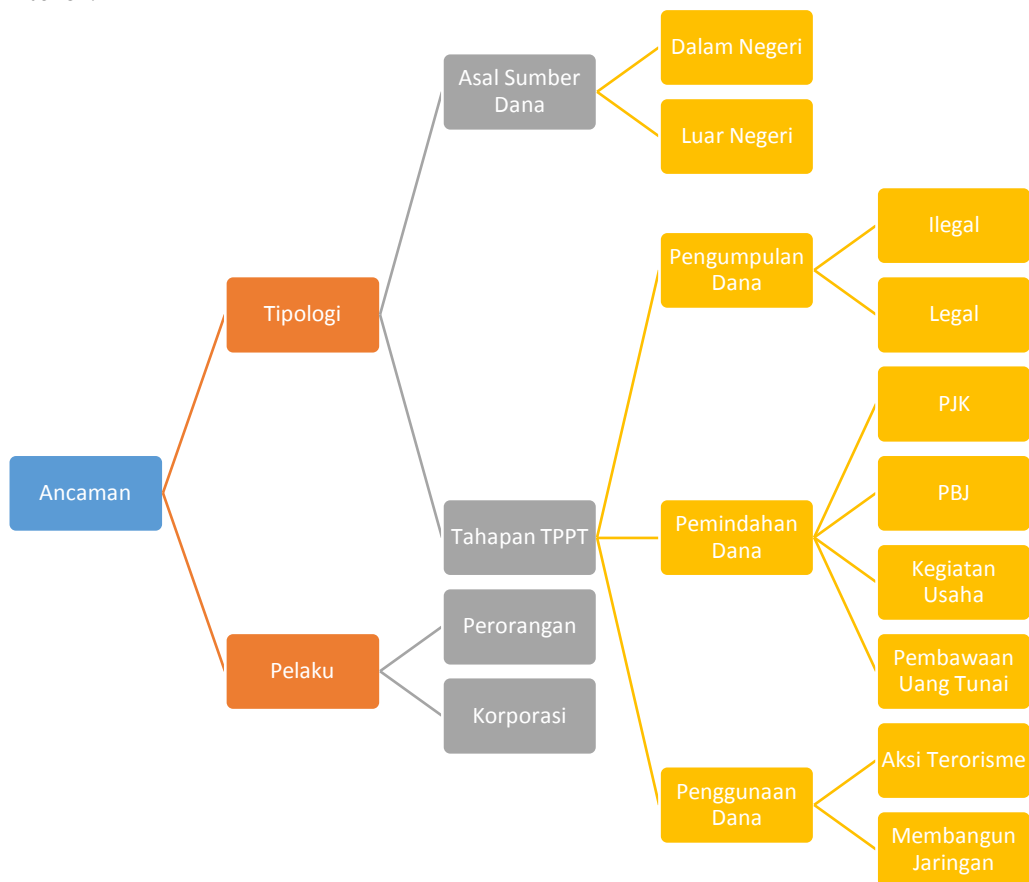 Dalam Negeri
Asal Sumber
Dana
Luar Negeri
Ilegal
Pengumpulan
Dana
Tipologi
Legal
PJK
Ancaman
PBJ
Tahapan TPPT
Pemindahan
Dana
Kegiatan
Usaha
Perorangan
Pelaku
Pembawaan
Uang Tunai
Korporasi
Aksi Terorisme
Penggunaan
Dana
Membangun
Jaringan